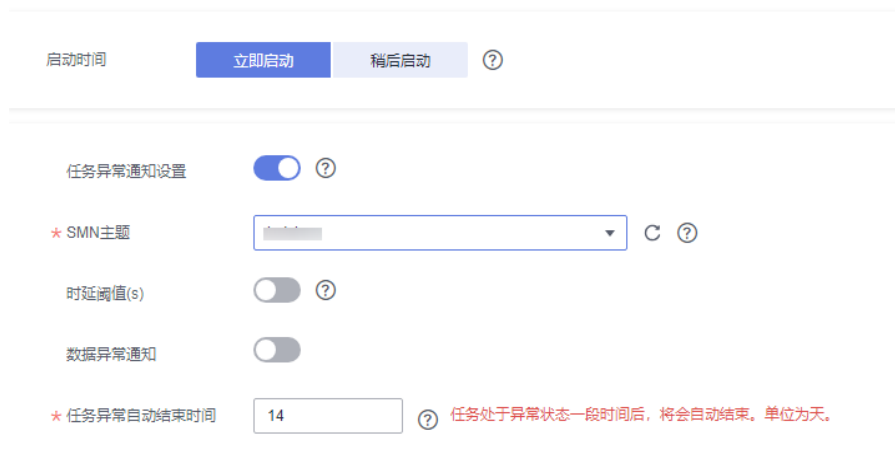 启动时间 立即启动 稍后启动 ?
任务异常通知设置 ?
* SMN主题 ?
时延阈值(s) ?
数据异常通知
* 任务异常自动结束时间 14 ? 任务处于异常状态一段时间后，将会自动结束。单位为天。